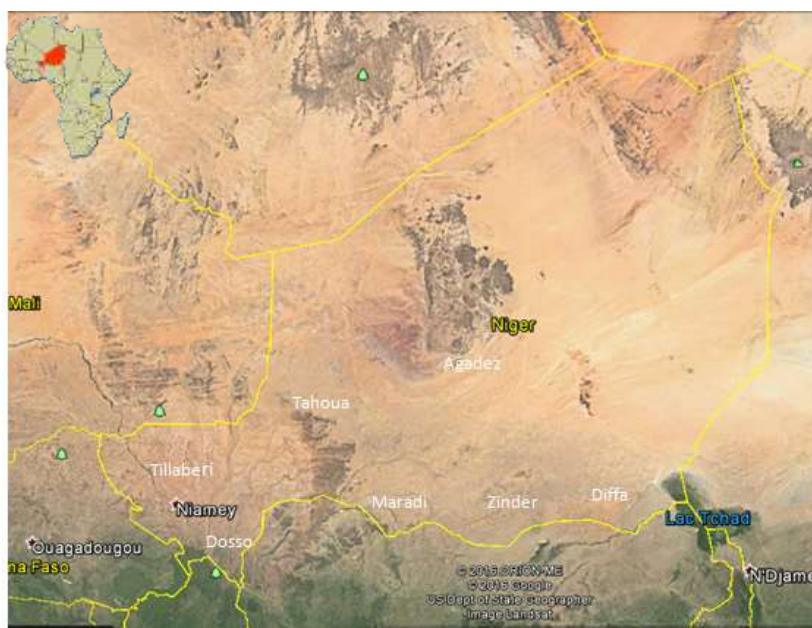 Mali
Niger
Agadez
Tahoua
Tillaberi
Maradi
Zinder
Diffa
Niamey
Lac Tchad
Ouagadougou
Dosso
na Faso
N'Djame
© 2016 ORION-ME
© 2016 Google
US Dept of State Geographer
Image Landsat